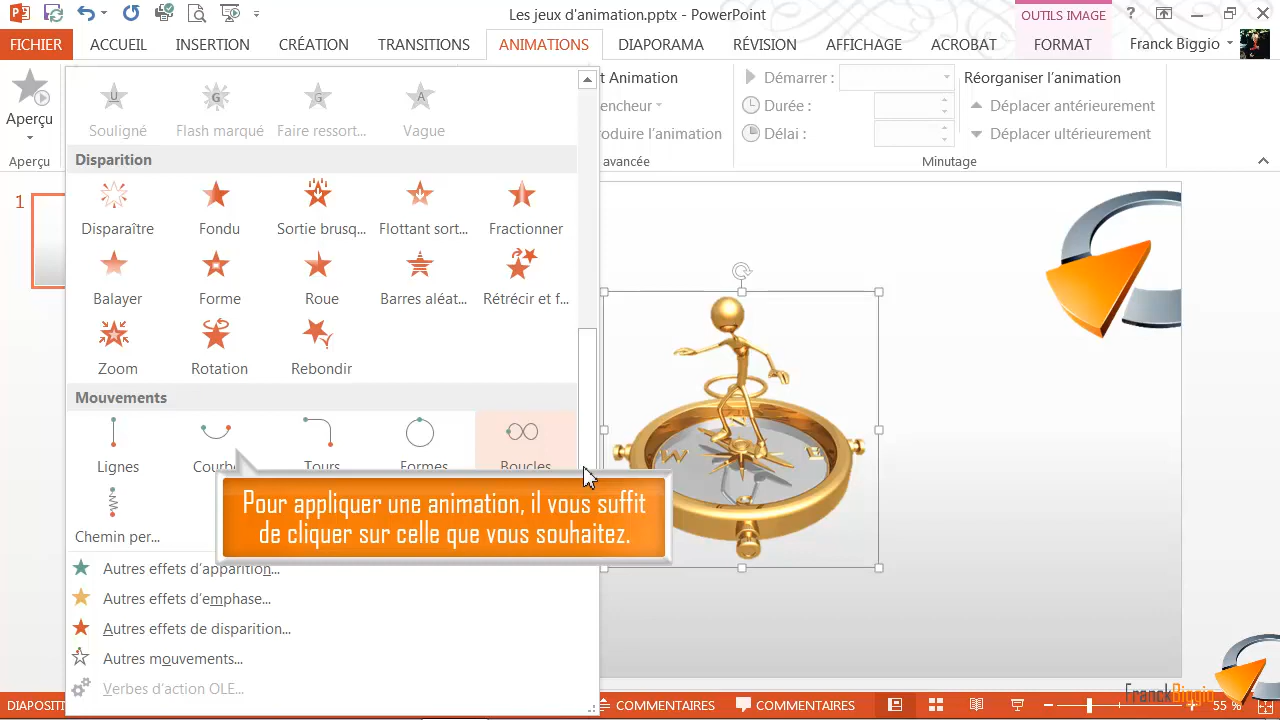 Les jeux d'animation.pptx - PowerPoint
OUTILS IMAGE
?
FICHIER
ACCUEIL
INSERTION
CRÉATION
TRANSITIONS
ANIMATIONS
DIAPORAMA
RÉVISION
AFFICHAGE
ACROBAT
FORMAT
Franck Biggio
Aperçu
Aperçu
Souligné
Flash marqué
Faire ressort...
Vague
t Animation
encheur
roduire l'animation
avancée
Démarrer :
Durée :
Délai :
Réorganiser l'animation
Déplacer antérieurement
Déplacer ultérieurement
Minutage
1
Disparition
Disparaître
Fondu
Sortie brusq...
Flottant sort...
Fractionner
Balayer
Forme
Roue
Barres aléat...
Rétrécir et f...
Zoom
Rotation
Rebondir
Mouvements
Lignes
Courb
Tours
Formes
Boucles
Chemin per...
Pour appliquer une animation, il vous suffit
de cliquer sur celle que vous souhaitez.
Autres effets d'apparition...
Autres effets d'emphase...
Autres effets de disparition...
Autres mouvements...
Verbes d'action OLE...
N
W
E
FranckBiggio
DIAPOSITI
COMMENTAIRES
COMMENTAIRES
55 %